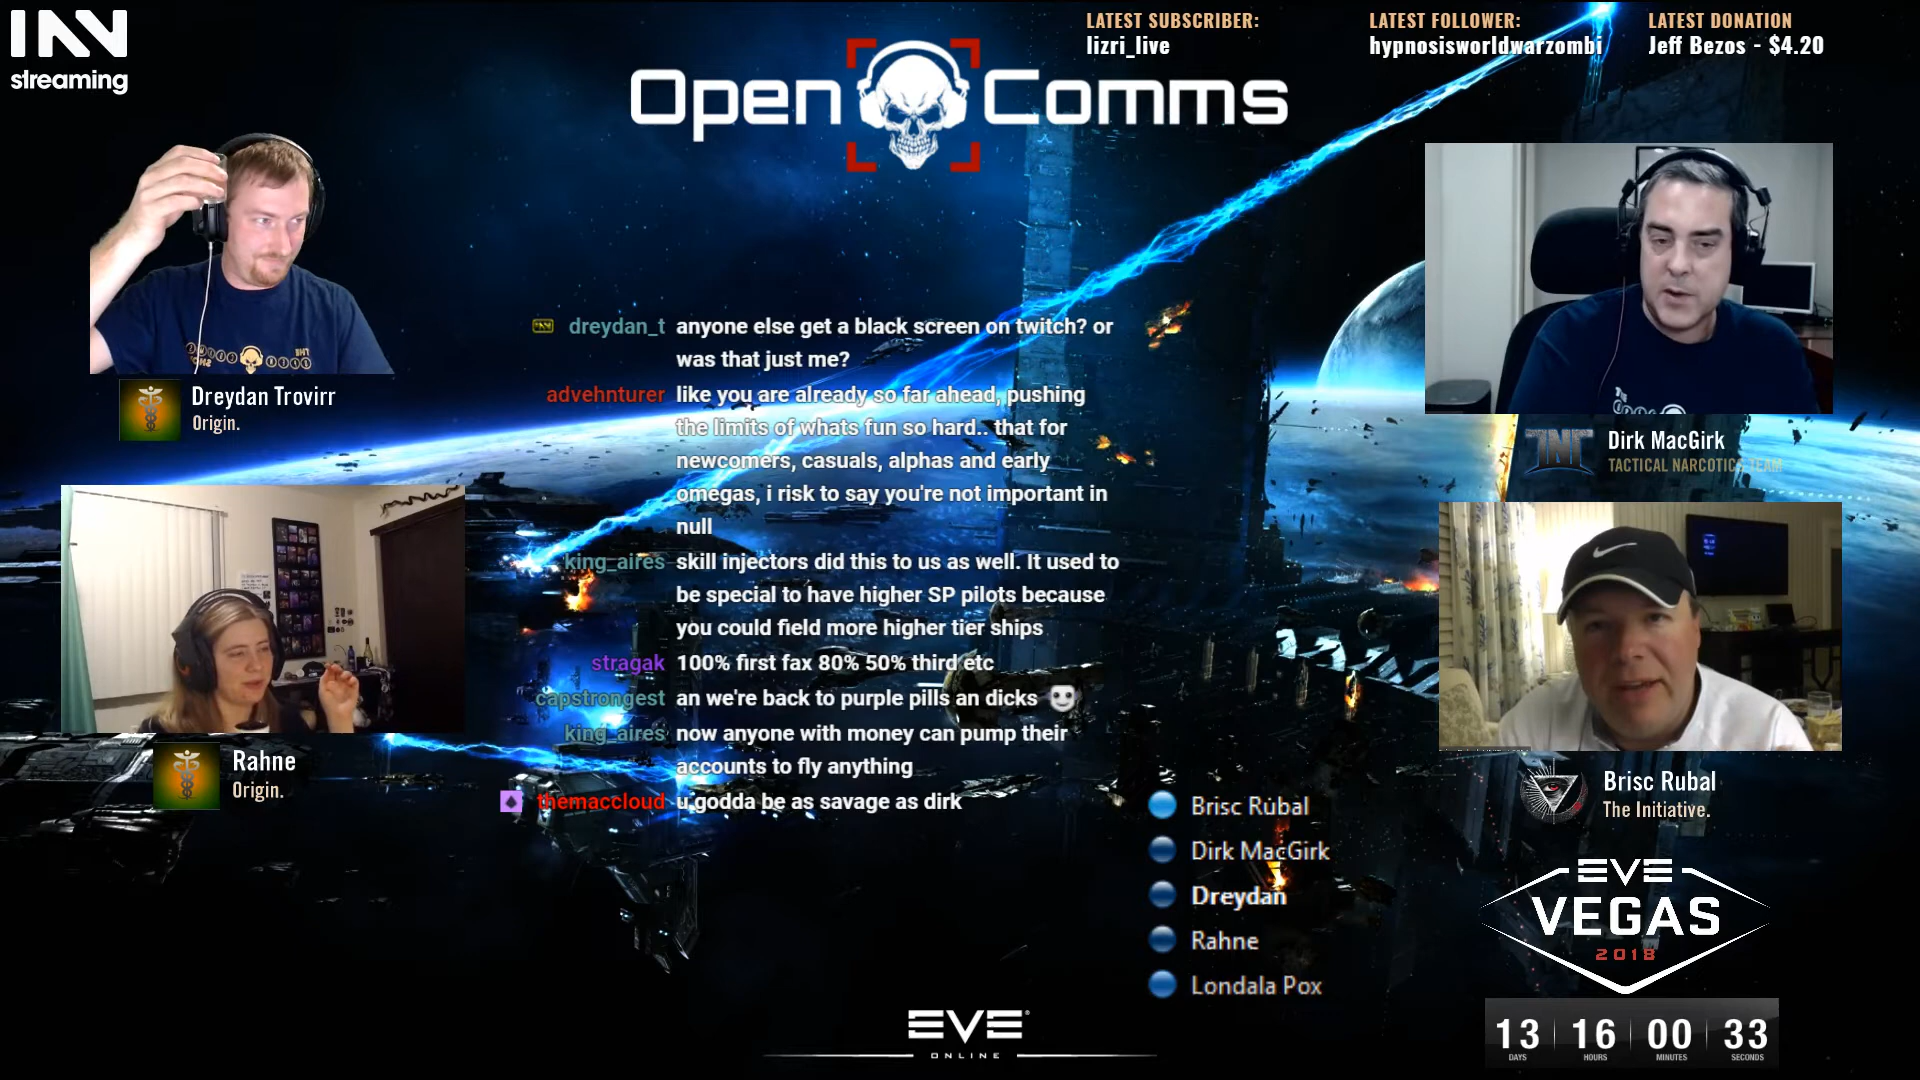 INN
streaming
Open Comms
LATEST SUBSCRIBER:
lizri_live
LATEST FOLLOWER:
hypnosisworldwarzombi
LATEST DONATION
Jeff Bezos - $4.20
Dreydan Trovirr
Origin.
Rahne
Origin.
dreydan_t anyone else get a black screen on twitch? or
was that just me?
advehnturer like you are already so far ahead, pushing
the limits of whats fun so hard.. that for
newcomers, casuals, alphas and early
omegas, i risk to say you're not important in
null
king_aires skill injectors did this to us as well. It used to
be special to have higher SP pilots because
you could field more higher tier ships
stragak 100% first fax 80% 50% third etc
capstrongest an we're back to purple pills an dicks
king_aires now anyone with money can pump their
accounts to fly anything
themaccloud u godda be as savage as dirk
TNT
Dirk MacGirk
TACTICAL NARCOTICS TEAM
Brisc Rubal
The Initiative.
Brisc Rubal
Dirk MacGirk
Dreydan
Rahne
Londala Pox
EVE
VEGAS
2018
13 16 00 33
DAYS HOURS MINUTES SECONDS
EVE
ONLINE